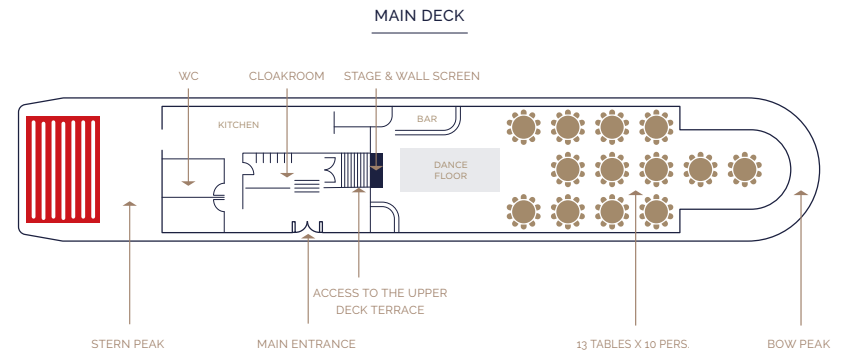 MAIN DECK
WC
CLOAKROOM
STAGE & WALL SCREEN
KITCHEN
BAR
DANCE
FLOOR
ACCESS TO THE UPPER
DECK TERRACE
STERN PEAK
MAIN ENTRANCE
13 TABLES X 10 PERS.
BOW PEAK